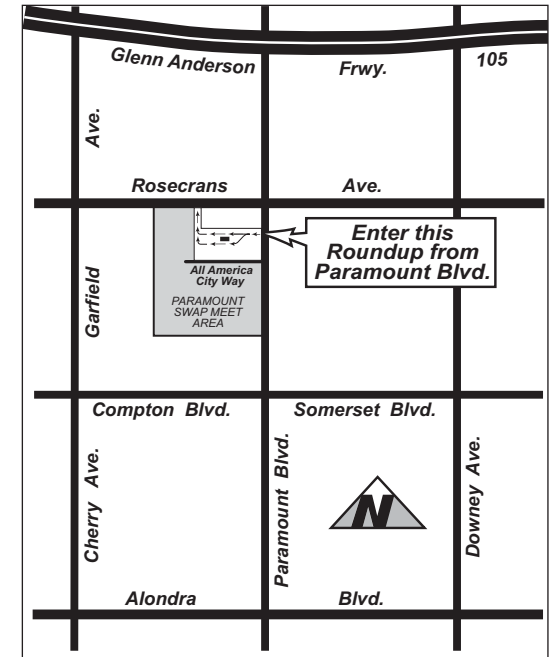 Glenn Anderson Frwy. 105
Ave.
Rosecrans Ave.
Enter this
Roundup from
Paramount Blvd.
All America
City Way
PARAMOUNT
SWAP MEET
AREA
Garfield
Compton Blvd. Somerset Blvd.
Cherry Ave.
Paramount Blvd.
N
Downey Ave.
Alondra Blvd.